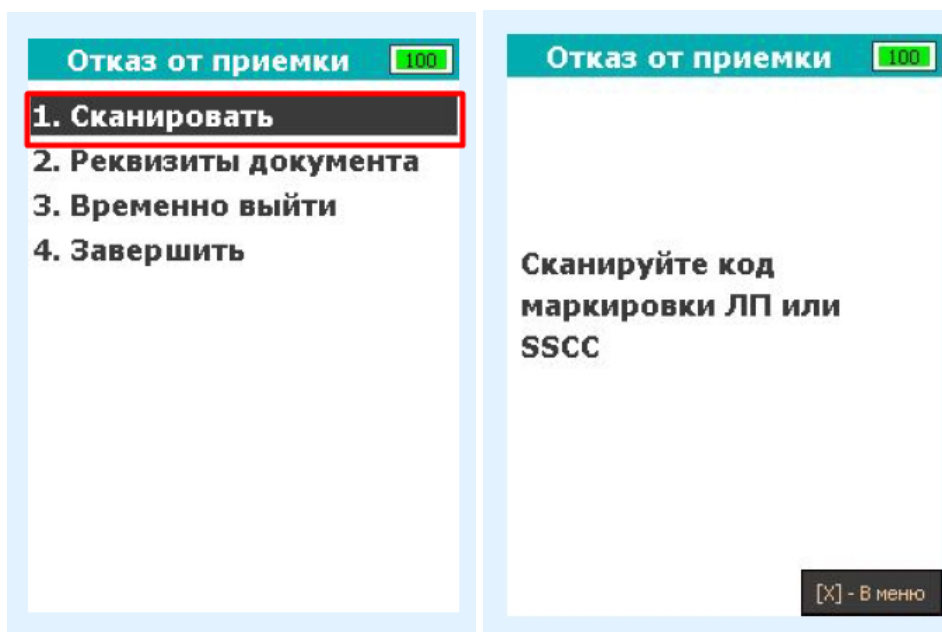 Отказ от приемки 100
1. Сканировать
2. Реквизиты документа
3. Временно выйти
4. Завершить
Отказ от приемки 100
Сканируйте код
маркировки ЛП или
SSCC
[X] - В меню